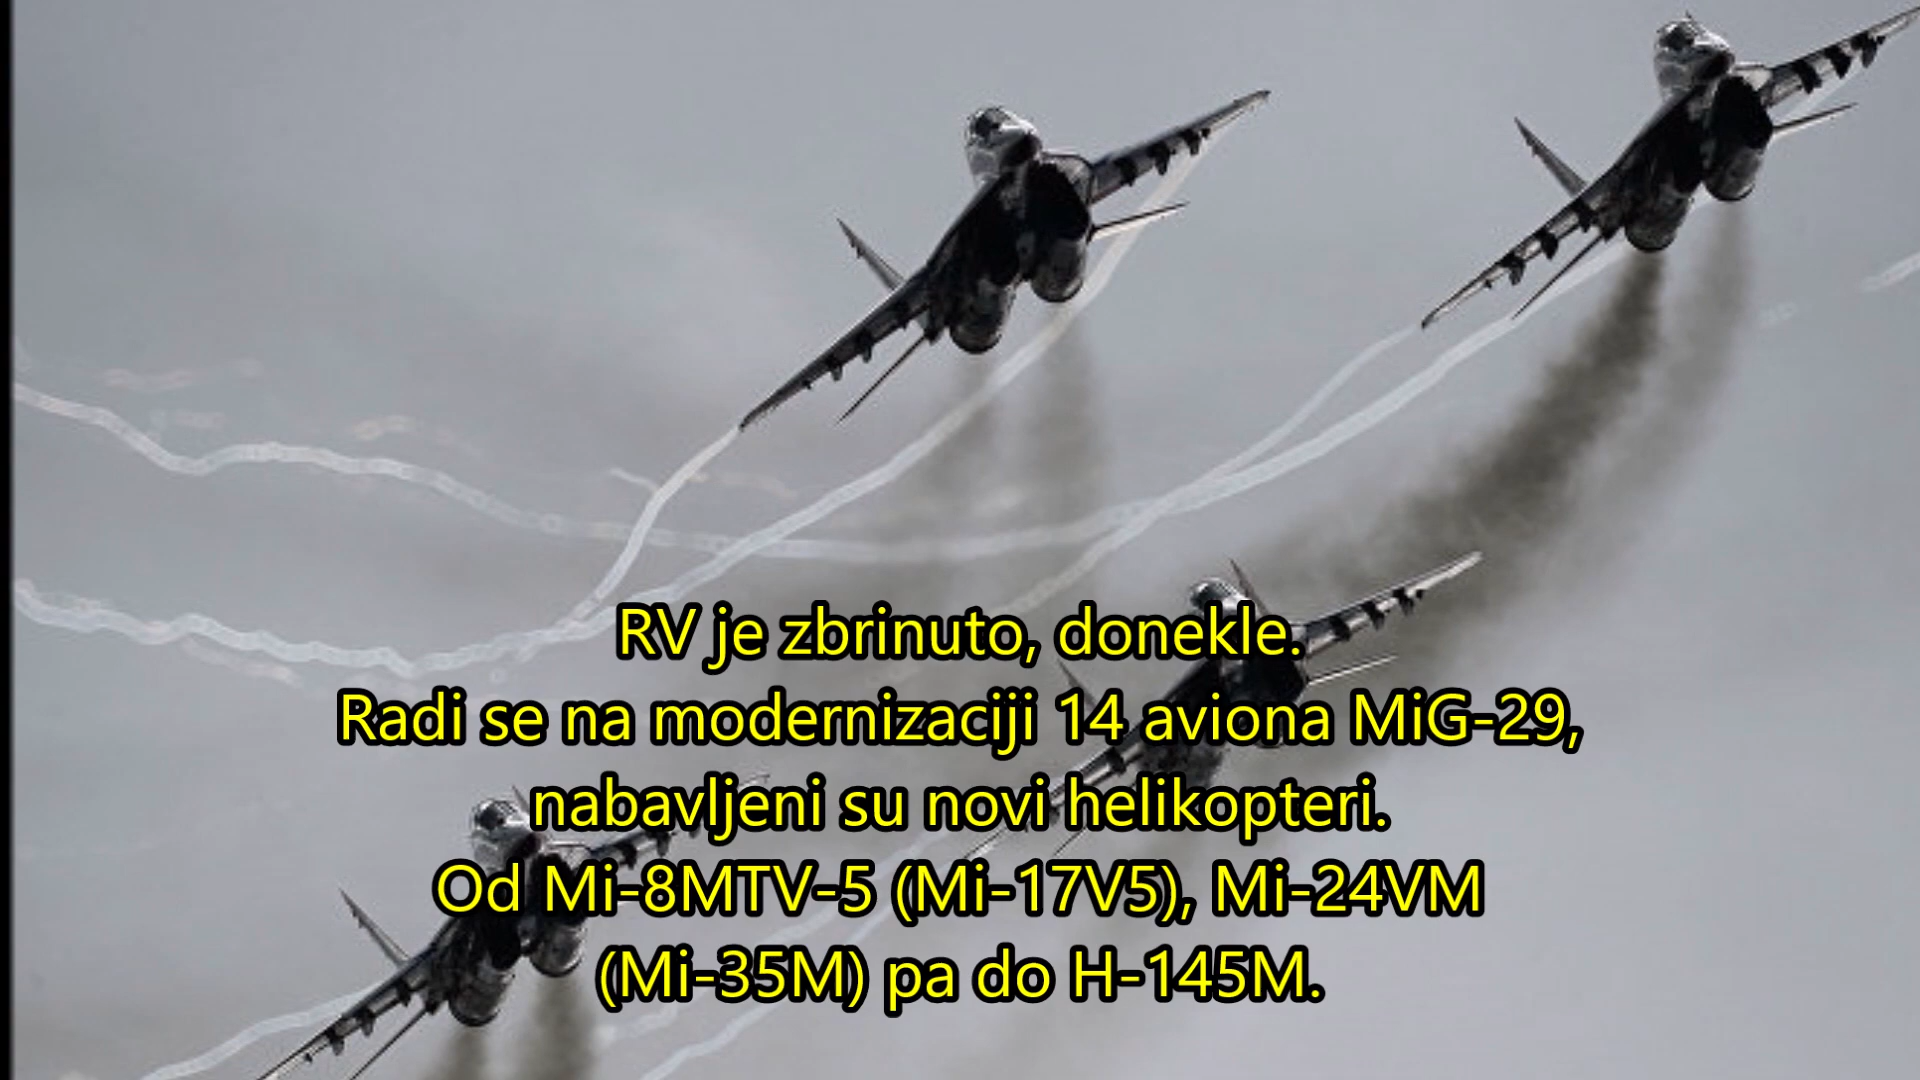 RV je zbrinuto, donekle.
Radi se na modernizaciji 14 aviona MiG-29,
nabavljeni su novi helikopteri.
Od Mi-8MTV-5 (Mi-17V5), Mi-24VM
(Mi-35M) pa do H-145M.